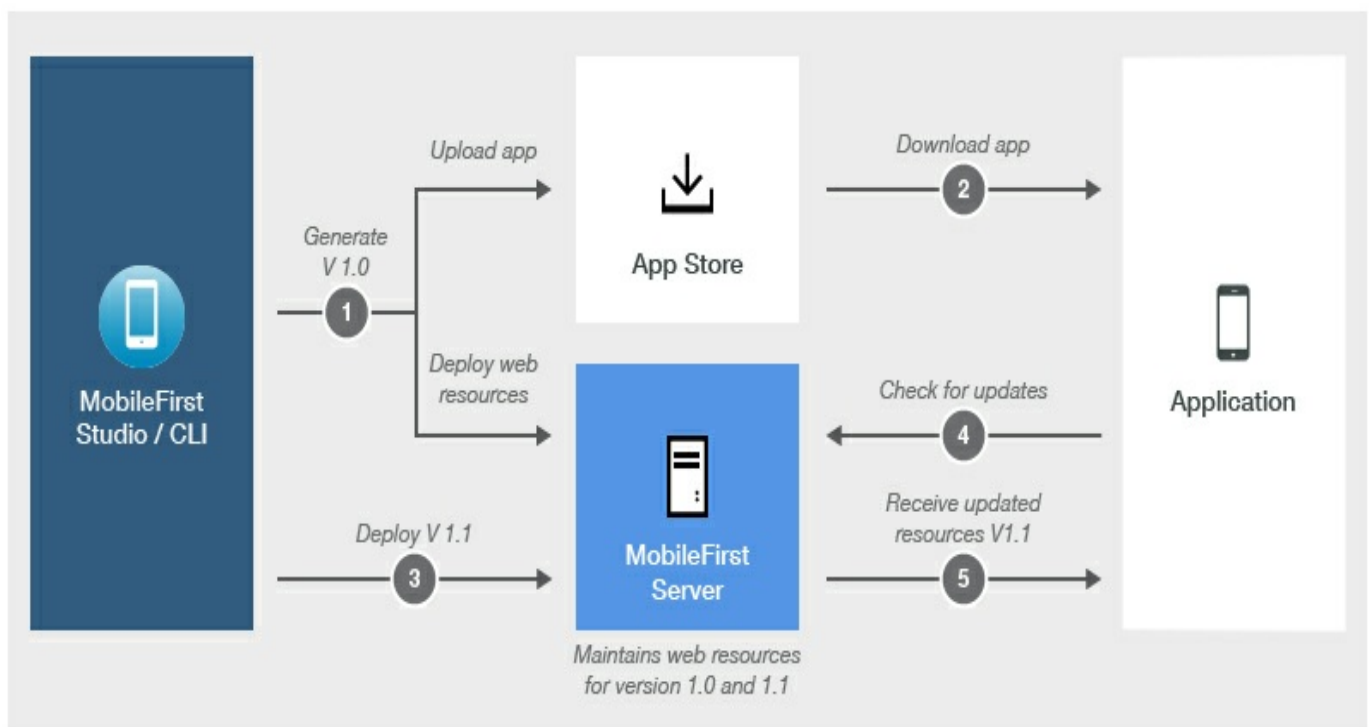 Upload app
Download app
2
Generate
V 1.0
1
App Store
Deploy web
resources
Check for updates
4
MobileFirst
Studio / CLI
Application
Deploy V 1.1
3
MobileFirst
Server
Receive updated
resources V1.1
5
Maintains web resources
for version 1.0 and 1.1